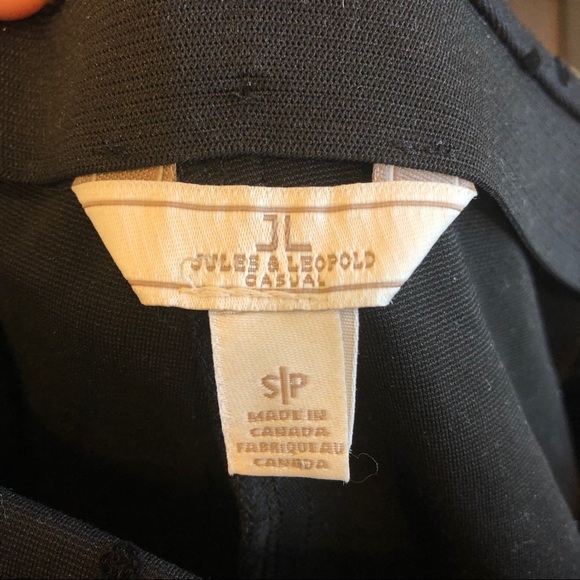 JL
JULES & LEOPOLD
CASUAL
S|P
MADE IN
CANADA
FABRIQUE AU
CANADA